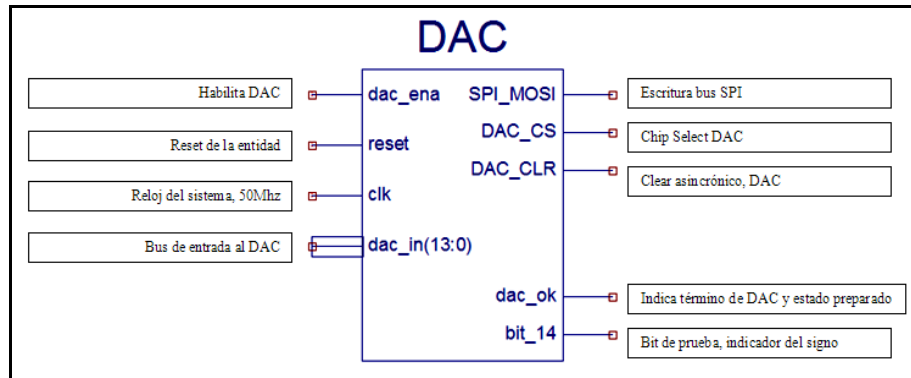 DAC
Habilita DAC
dac_ena
SPI_MOSI
Escritura bus SPI
DAC_CS
Chip Select DAC
Reset de la entidad
reset
DAC_CLR
Clear asincrónico, DAC
Reloj del sistema, 50Mhz
clk
Bus de entrada al DAC
dac_in(13:0)
dac_ok
Indica término de DAC y estado preparado
bit_14
Bit de prueba, indicador del signo